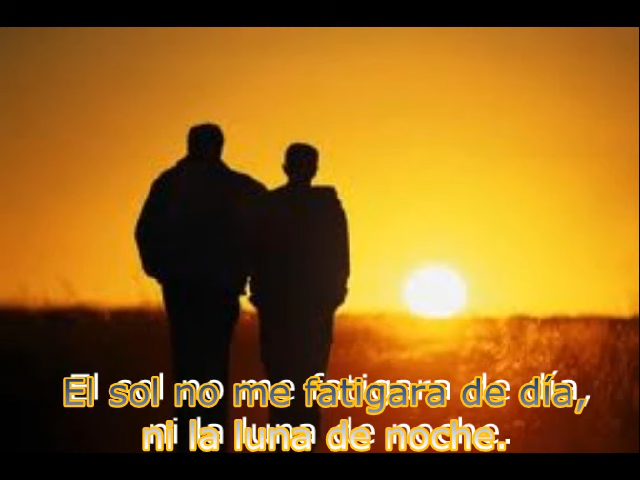 El sol no me fatigara de día,
ni la luna de noche.